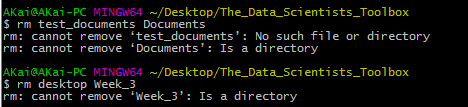 AKai@AKai-PC MINGW64 ~/Desktop/The_Data_Scientists_Toolbox
$ rm test_documents Documents
rm: cannot remove ‘test_documents’: No such file or directory
rm: cannot remove ‘Documents’: Is a directory
AKai@AKai-PC MINGW64 ~/Desktop/The_Data_Scientists_Toolbox
$ rm desktop Week_3
rm: cannot remove ‘Week_3’: Is a directory